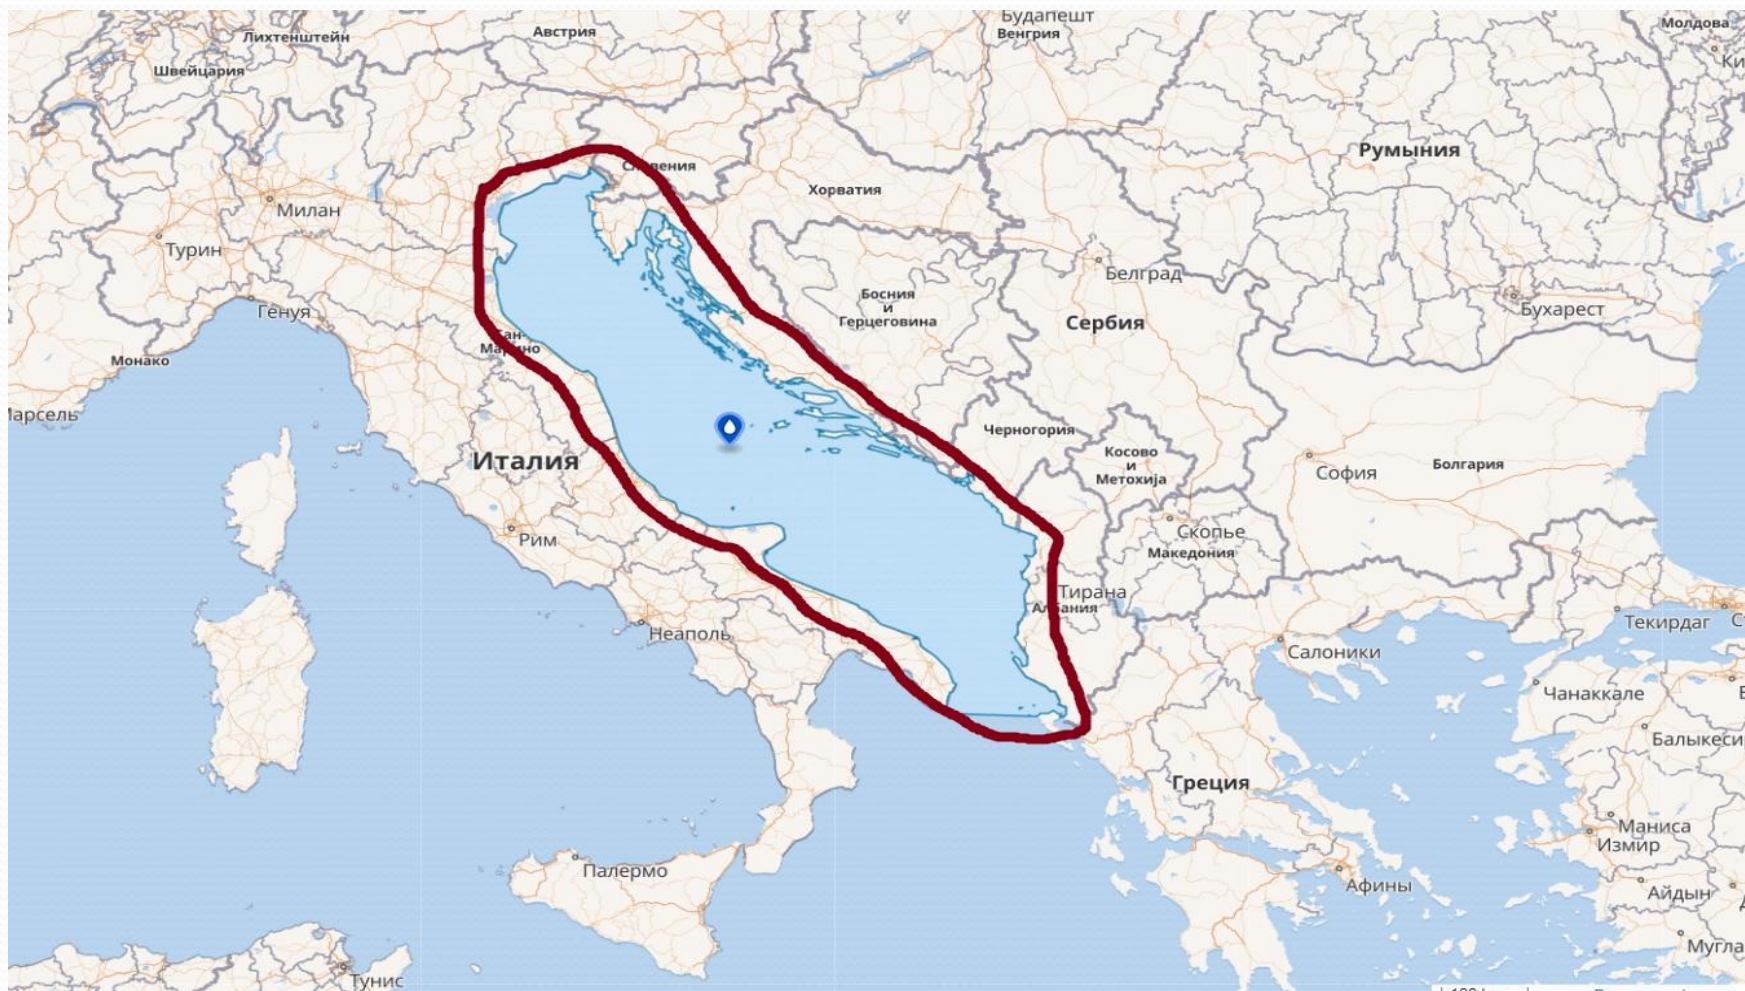 Будапешт
Венгрия
Молдова
Лихтенштейн
Австрия
Швейцария
Румыния
Словения
Хорватия
Милан
Турин
Белград
Босния
и
Герцеговина
Генуя
Сербия
Бухарест
Сан-
Марино
Монако
Марсель
Черногория
Косово
и
Метохија
Италия
София
Болгария
Рим
Скопье
Македония
Тирана
Албания
Неаполь
Текирдаг
Салоники
Чанаккале
Балыкеси
Греция
Маниса
Измир
Палермо
Афины
Айдын
Мугла
Тунис